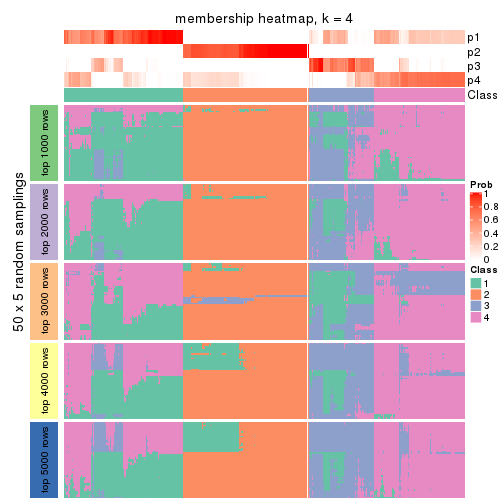 membership heatmap, k = 4
p1
p2
p3
p4
Class
50 x 5 random samplings
top 1000 rows
top 2000 rows
top 3000 rows
top 4000 rows
top 5000 rows
Prob
1
0.8
0.6
0.4
0.2
0
Class
1
2
3
4